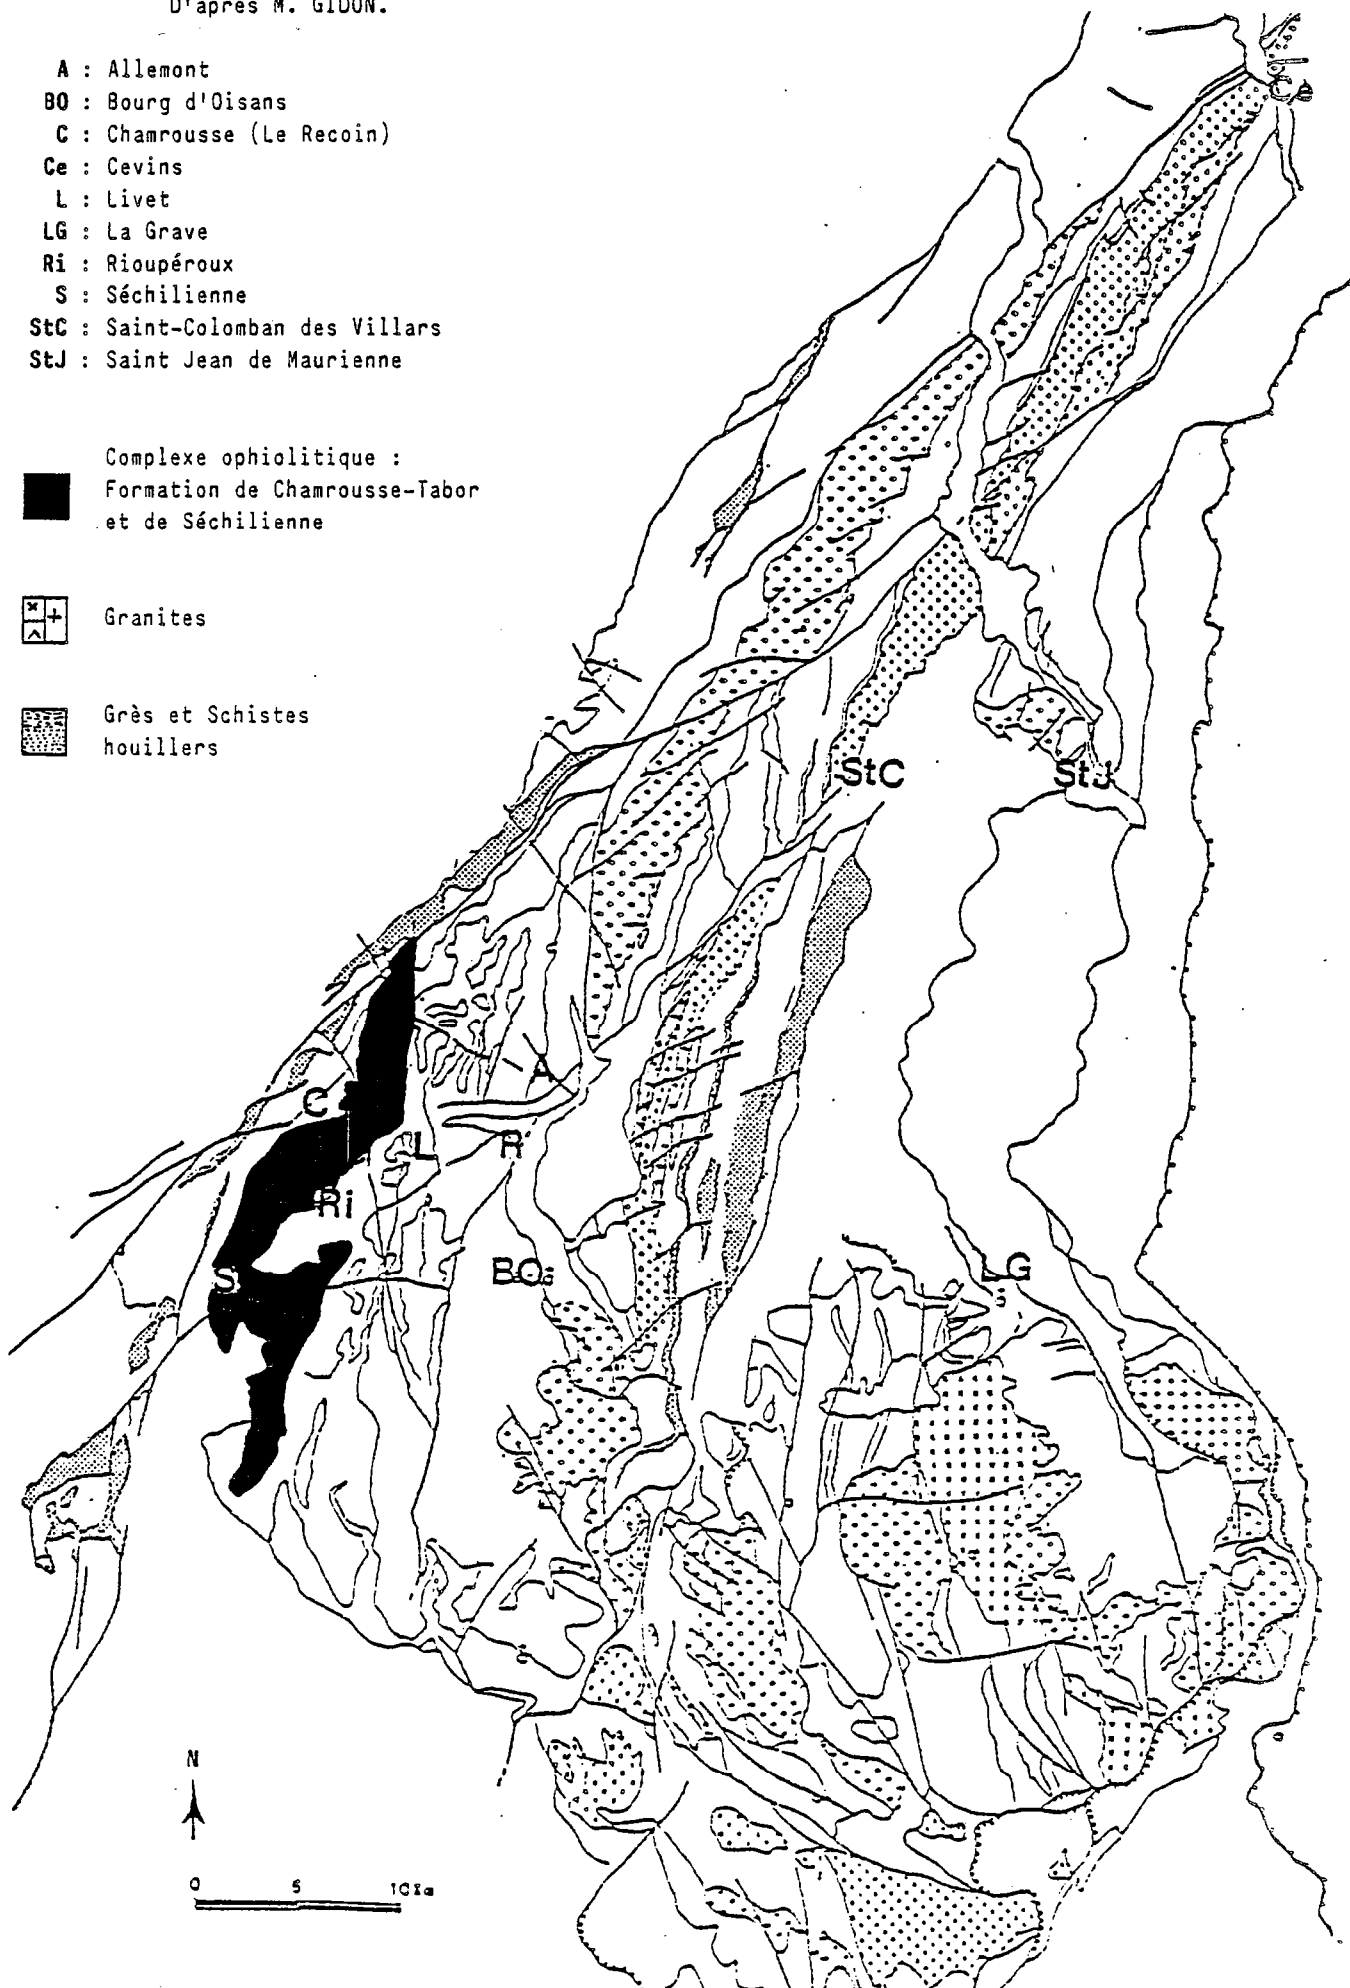 D'après M. GIDON.
A : Allemont
BO : Bourg d'Oisans
C : Chamrousse (Le Recoin)
Ce : Cevins
L : Livet
LG : La Grave
Ri : Rioupéroux
S : Séchilienne
StC : Saint-Colomban des Villars
StJ : Saint Jean de Maurienne
Complexe ophiolitique :
Formation de Chamrousse-Tabor
et de Séchilienne
Granites
Grès et Schistes
houillers
StC
StJ
A
C
L
R
Ri
S
BO
LG
N
0 5 10 Km